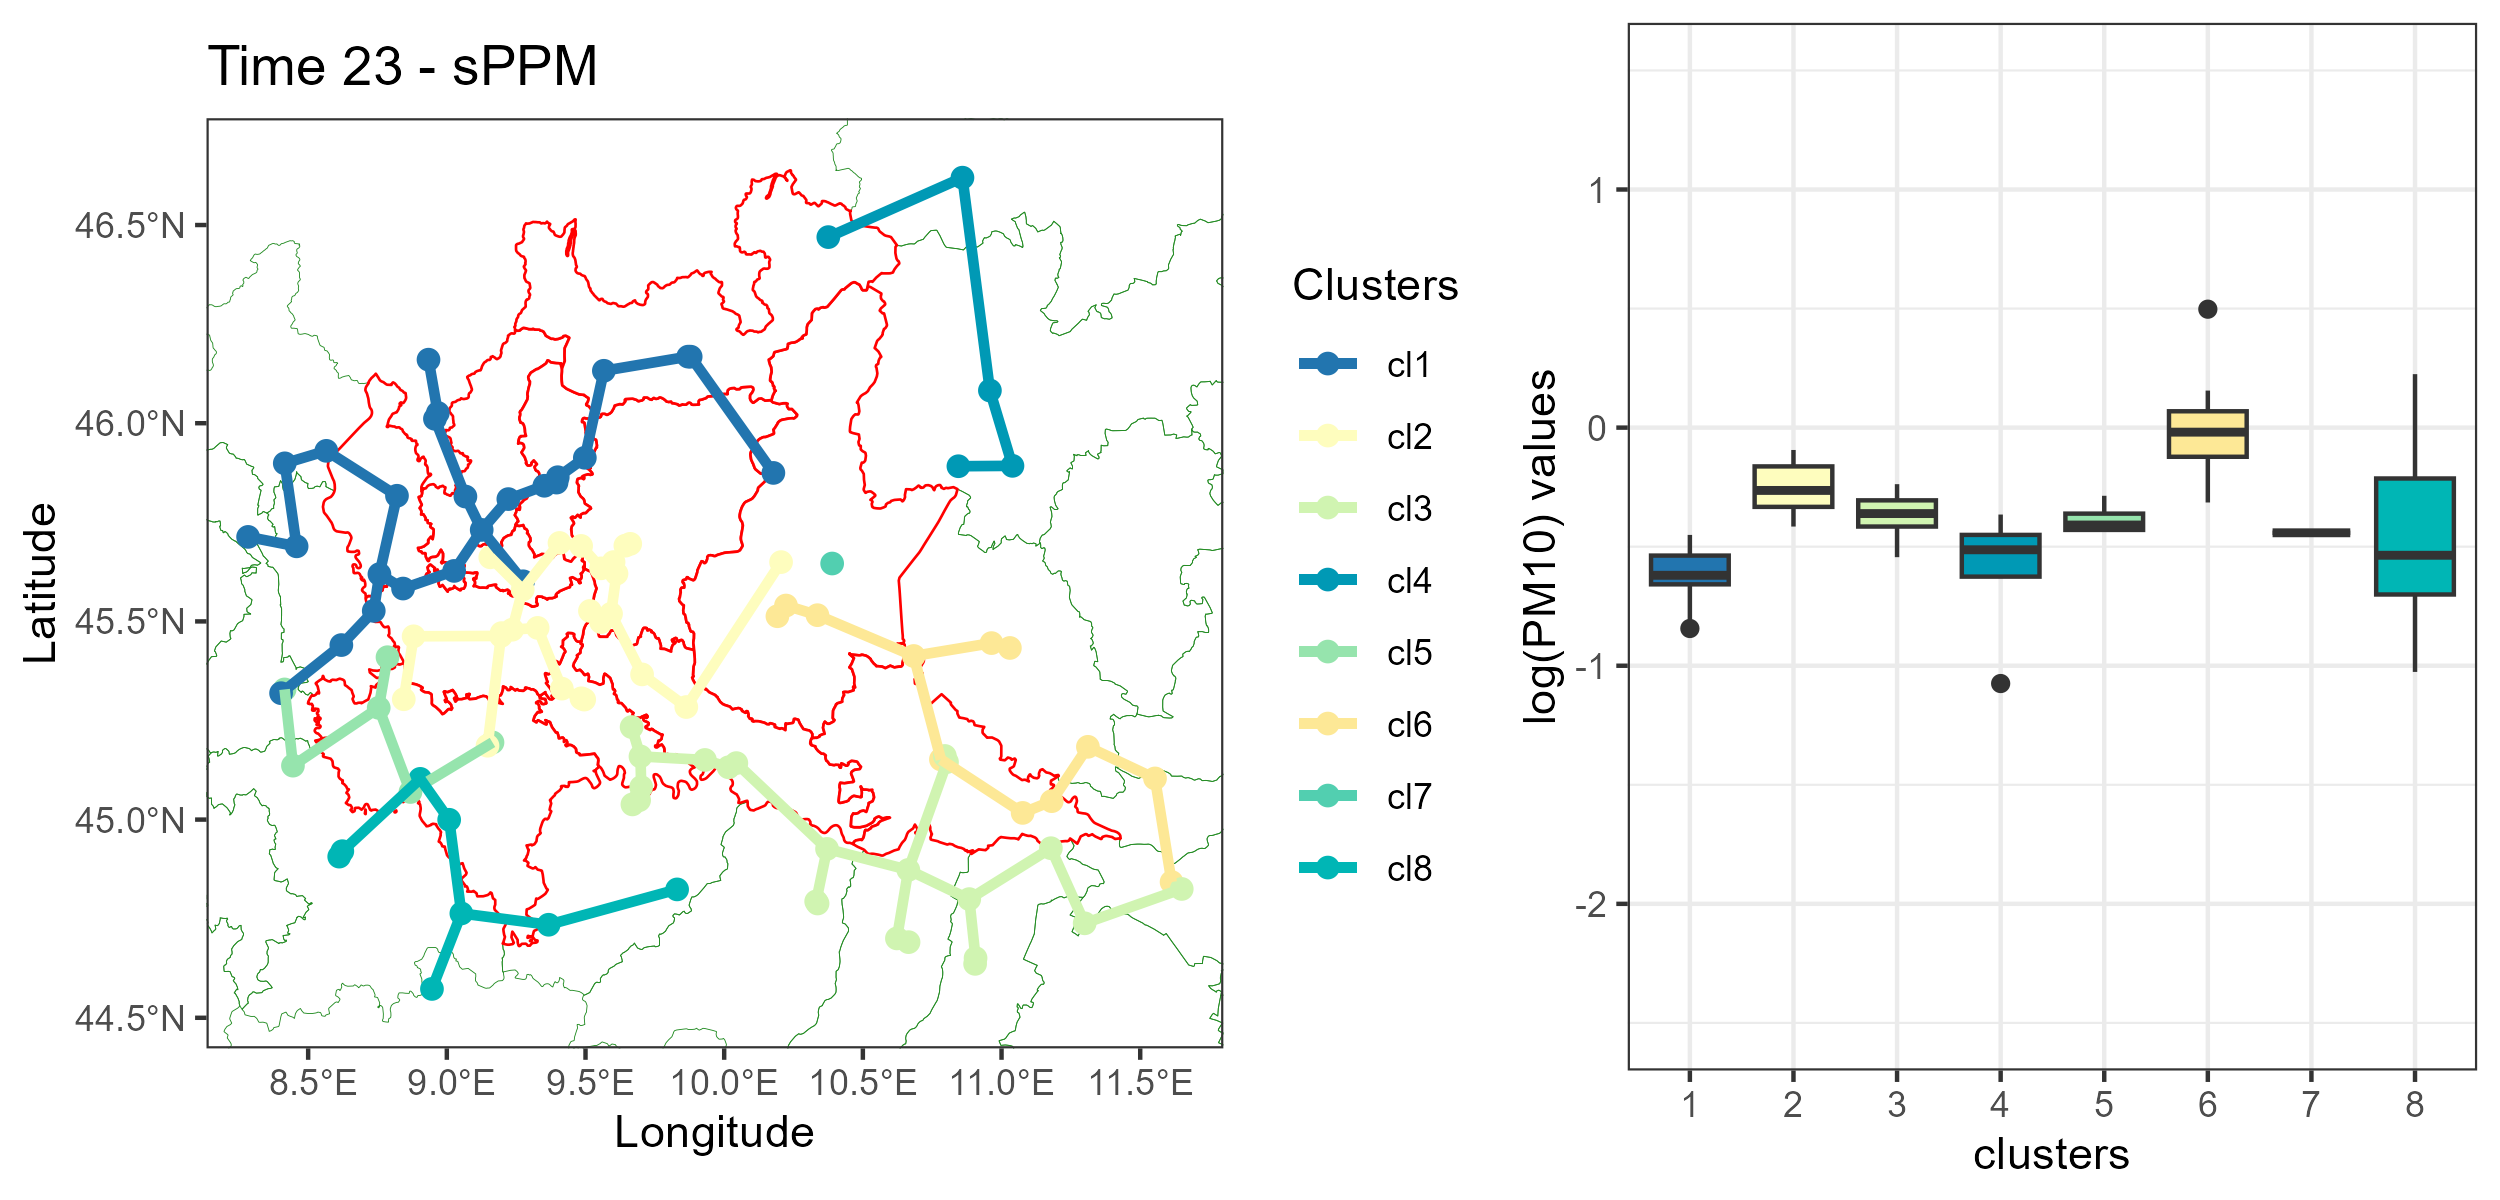 Time 23 - sPPM
Latitude
46.5°N
46.0°N
45.5°N
45.0°N
44.5°N
8.5°E
9.0°E
9.5°E
10.0°E
10.5°E
11.0°E
11.5°E
Longitude
Clusters
cl1
cl2
cl3
cl4
cl5
cl6
cl7
cl8
log(PM10) values
1
0
-1
-2
1
2
3
4
5
6
7
8
clusters